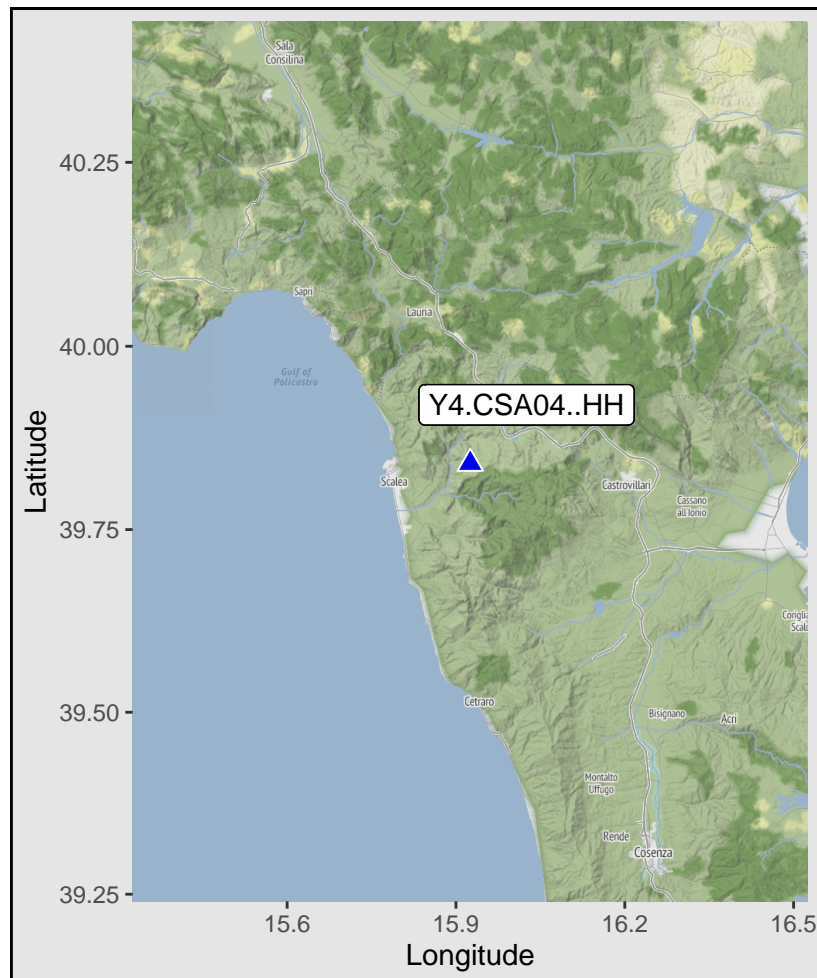 Sala
Consilina
40.25
Sapri
Lauria
40.00
Gulf of
Policastro
Y4.CSA04..HH
Latitude
Scalea
Castrovillari
Cassano
all'Ionio
39.75
Corigli
Scalo
39.50
Cetraro
Bisignano
Acri
Montalto
Uffugo
Rende
Cosenza
39.25
15.6
15.9
16.2
16.5
Longitude